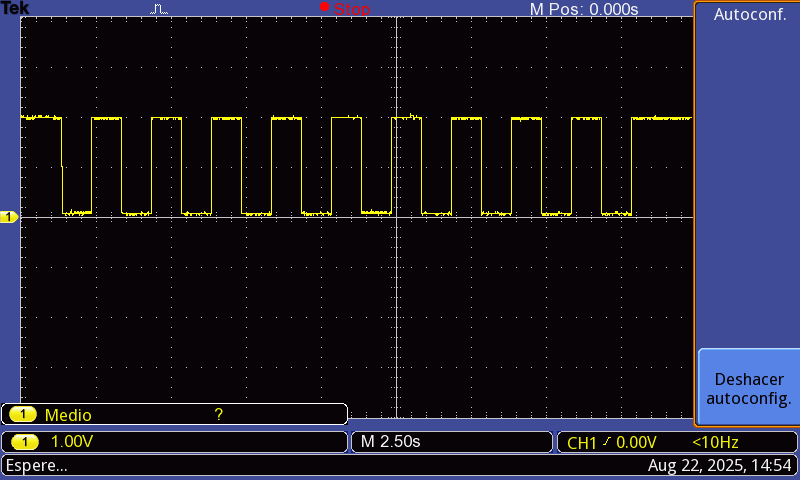 Tek Stop M Pos: 0.000s Autoconf.
1
Deshacer
autoconfig.
1 Medio ?
1 1.00V M 2.50s CH1 0.00V <10Hz
Espere... Aug 22, 2025, 14:54